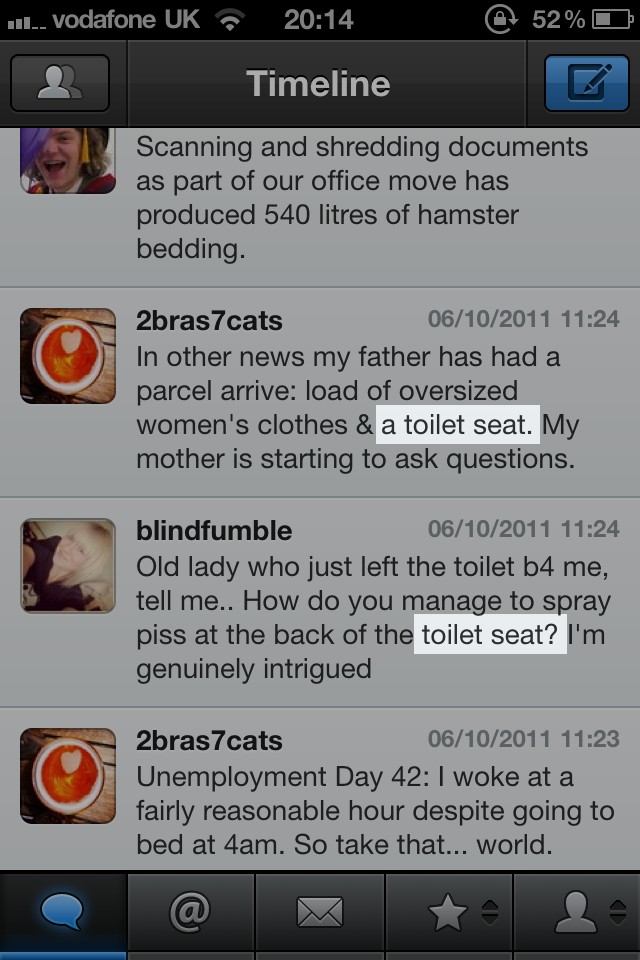 vodafone UK 20:14 52%
Timeline
Scanning and shredding documents
as part of our office move has
produced 540 litres of hamster
bedding.
2bras7cats 06/10/2011 11:24
In other news my father has had a
parcel arrive: load of oversized
women's clothes & a toilet seat. My
mother is starting to ask questions.
blindfumble 06/10/2011 11:24
Old lady who just left the toilet b4 me,
tell me.. How do you manage to spray
piss at the back of the toilet seat? I'm
genuinely intrigued
2bras7cats 06/10/2011 11:23
Unemployment Day 42: I woke at a
fairly reasonable hour despite going to
bed at 4am. So take that... world.
@